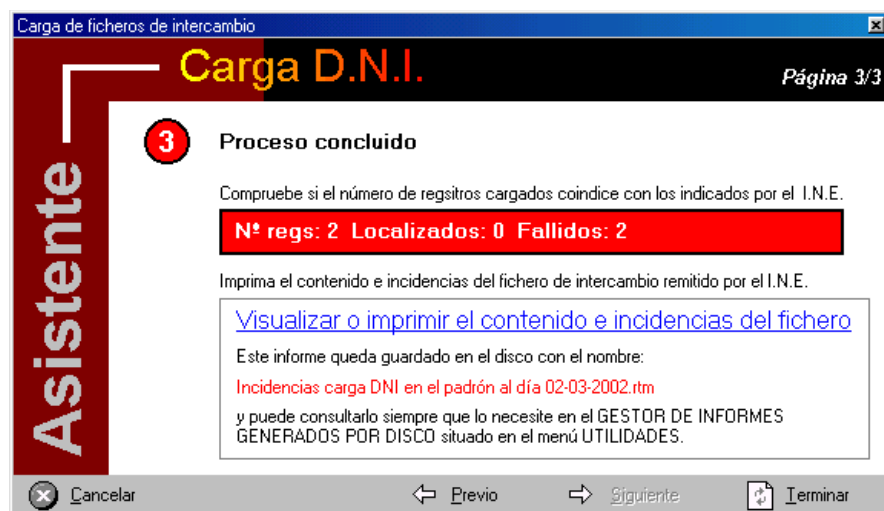 Carga de ficheros de intercambio
Carga D.N.I.
Página 3/3
Asistente
3
Proceso concluido
Compruebe si el número de regsitros cargados coindice con los indicados por el I.N.E.
Nº regs: 2 Localizados: 0 Fallidos: 2
Imprima el contenido e incidencias del fichero de intercambio remitido por el I.N.E.
Visualizar o imprimir el contenido e incidencias del fichero
Este informe queda guardado en el disco con el nombre:
Incidencias carga DNI en el padrón al día 02-03-2002.rtm
y puede consultarlo siempre que lo necesite en el GESTOR DE INFORMES
GENERADOS POR DISCO situado en el menú UTILIDADES.
Cancelar
Previo
Siguiente
Terminar